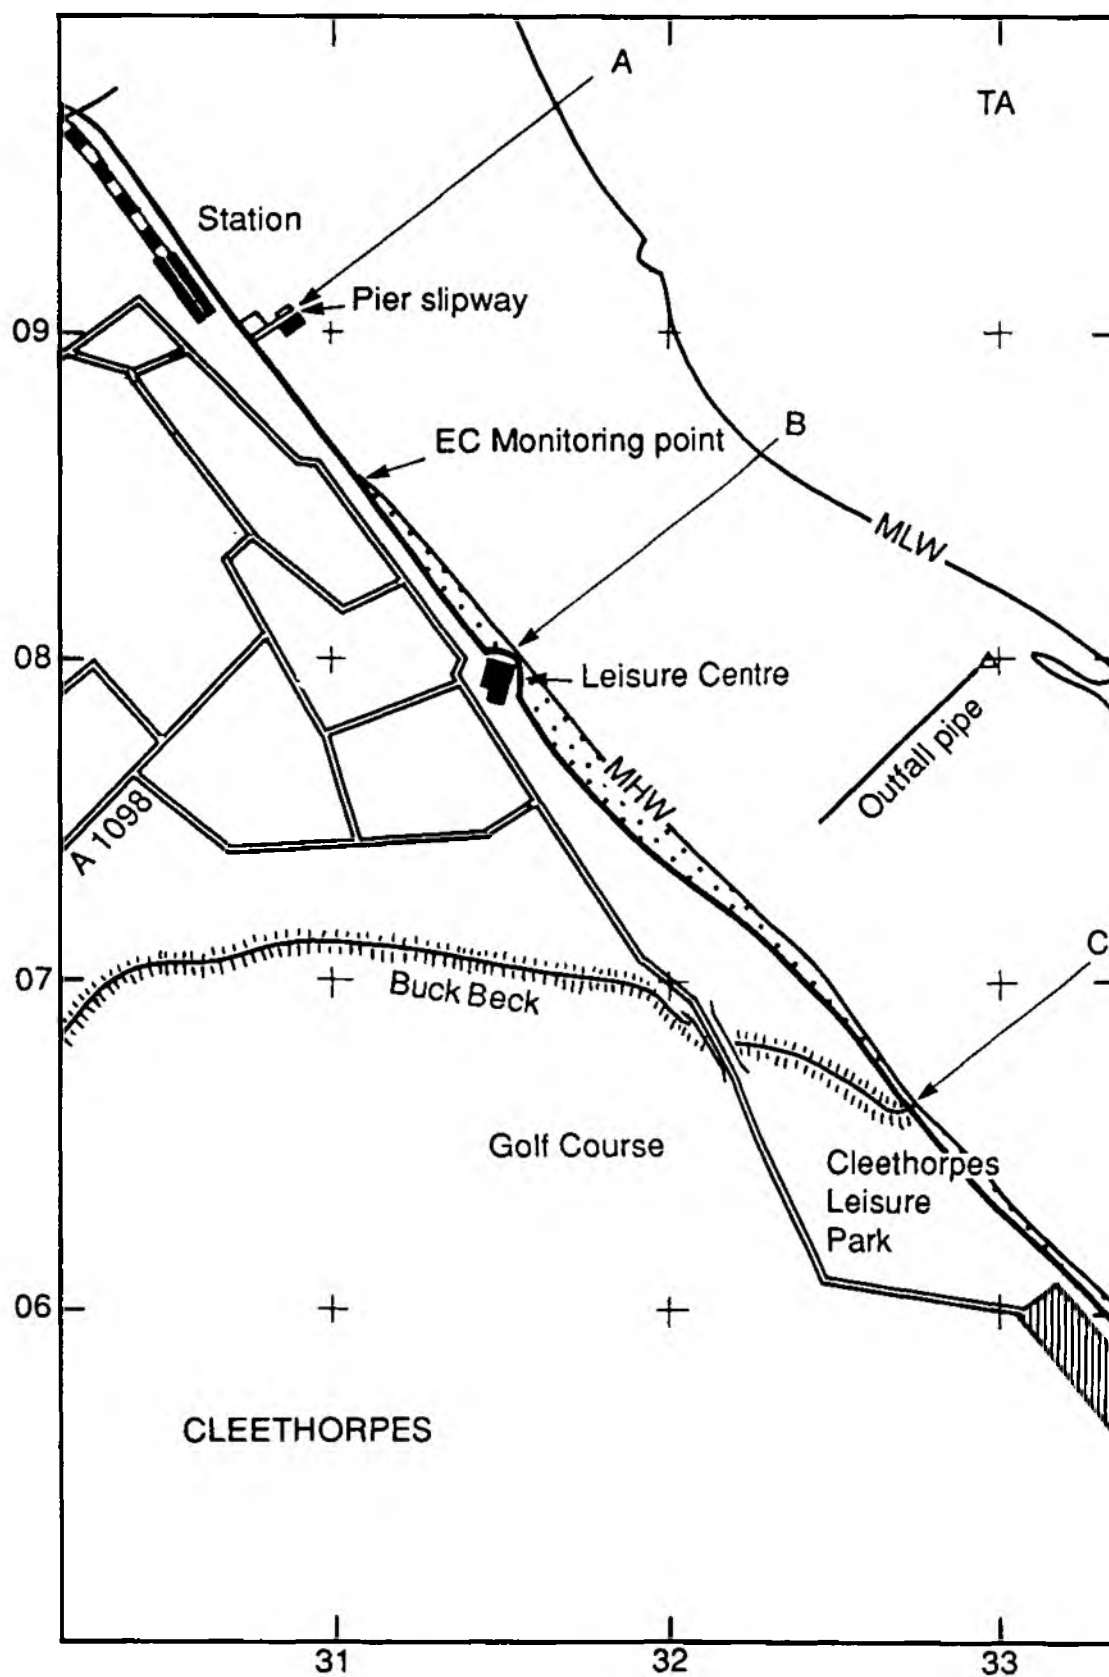 A
TA
Station
Pier slipway
09
B
EC Monitoring point
MLW
08
Leisure Centre
MHW
Outfall pipe
A 1098
C
07
Buck Beck
Golf Course
Cleethorpes
Leisure
Park
06
CLEETHORPES
31
32
33